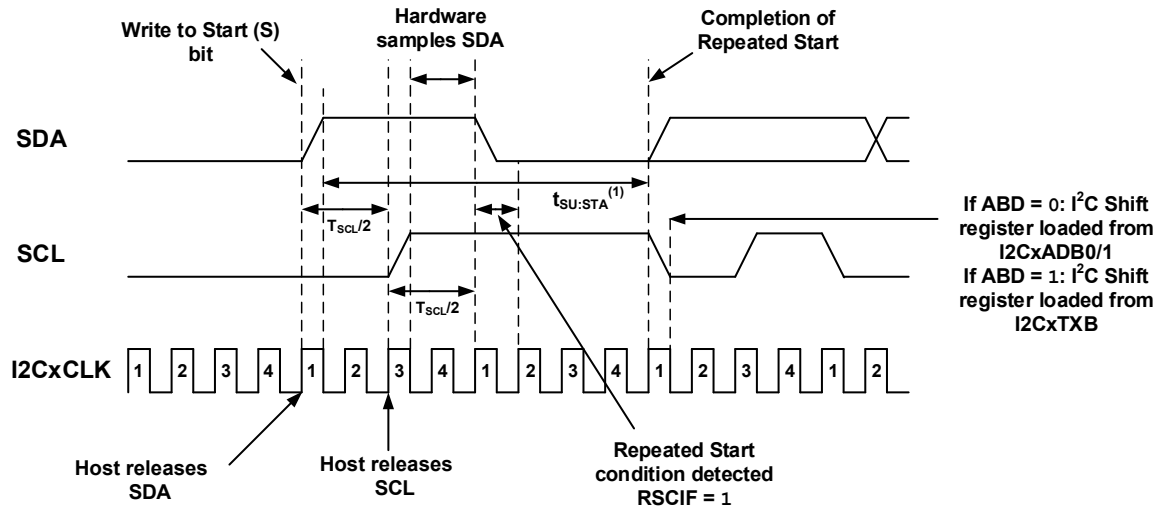 Write to Start (S)
bit
Hardware
samples SDA
Completion of
Repeated Start
SDA
tSU:STA(1)
TSCL/2
SCL
TSCL/2
If ABD = 0: I2C Shift
register loaded from
I2CxADB0/1
If ABD = 1: I2C Shift
register loaded from
I2CxTXB
I2CxCLK
1 2 3 4 1 2 3 4 1 2 3 4 1 2 3 4 1 2
Host releases
SDA
Host releases
SCL
Repeated Start
condition detected
RSCIF = 1